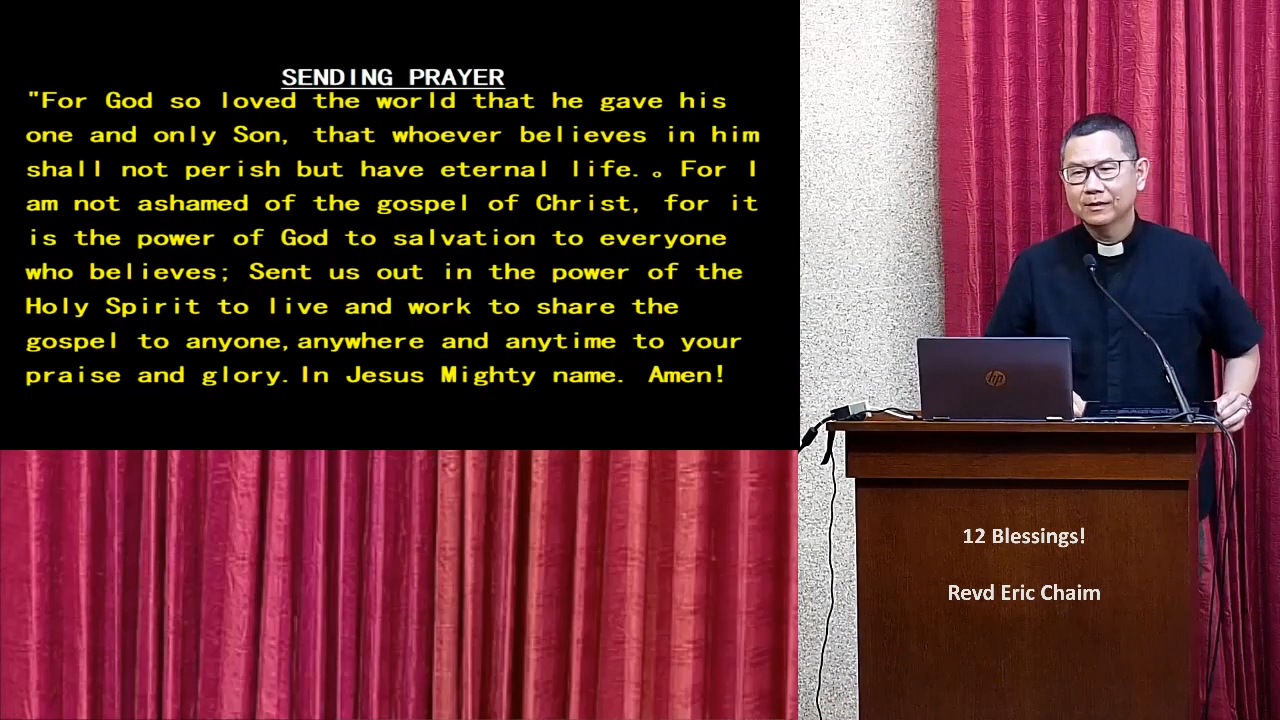 SENDING PRAYER
"For God so loved the world that he gave his
one and only Son, that whoever believes in him
shall not perish but have eternal life.。For I
am not ashamed of the gospel of Christ, for it
is the power of God to salvation to everyone
who believes; Sent us out in the power of the
Holy Spirit to live and work to share the
gospel to anyone,anywhere and anytime to your
praise and glory.In Jesus Mighty name. Amen!
hp
12 Blessings!
Revd Eric Chaim